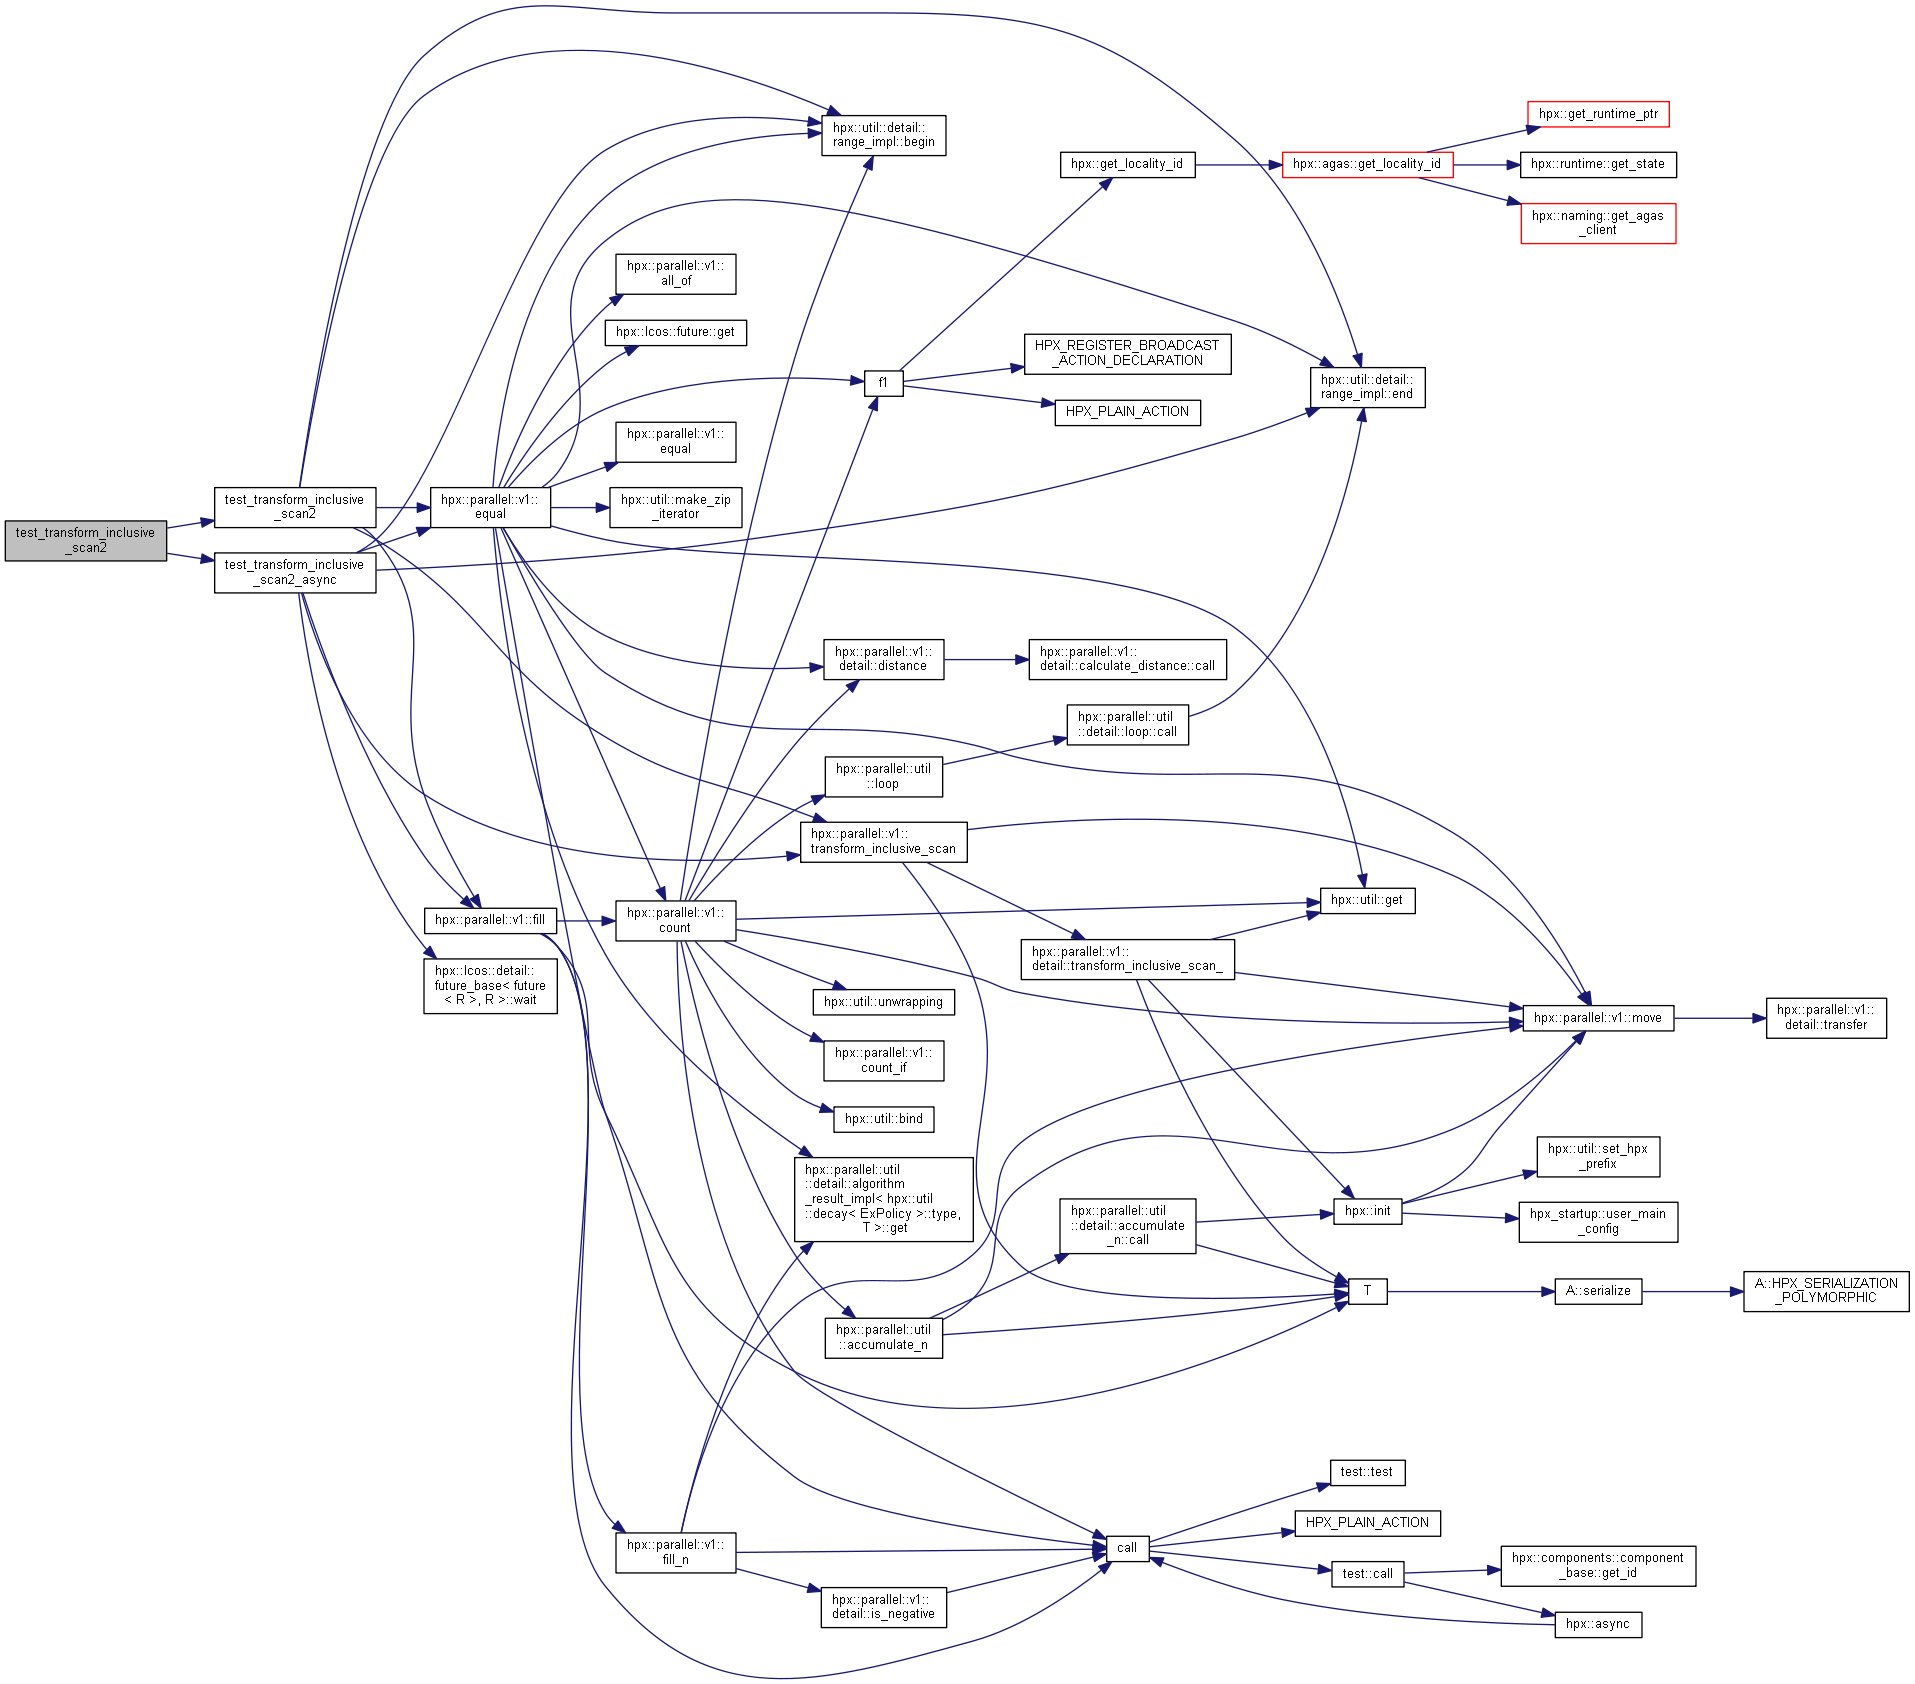 test_transform_inclusive
_scan2
test_transform_inclusive
_scan2
test_transform_inclusive
_scan2_async
hpx::parallel::v1::
equal
hpx::parallel::v1::fill
hpx::lcos::detail::
future_base< future
< R >, R >::wait
hpx::parallel::v1::
all_of
hpx::lcos::future::get
hpx::parallel::v1::
equal
hpx::util::make_zip
_iterator
hpx::parallel::v1::
count
hpx::parallel::v1::
fill_n
hpx::util::detail::
range_impl::begin
f1
hpx::parallel::v1::
detail::distance
hpx::parallel::util
::loop
hpx::parallel::v1::
transform_inclusive_scan
hpx::util::unwrapping
hpx::parallel::v1::
count_if
hpx::util::bind
hpx::parallel::util
::detail::algorithm
_result_impl< hpx::util
::decay< ExPolicy >::type,
T >::get
hpx::parallel::util
::accumulate_n
hpx::parallel::v1::
detail::is_negative
hpx::get_locality_id
HPX_REGISTER_BROADCAST
_ACTION_DECLARATION
HPX_PLAIN_ACTION
hpx::parallel::v1::
detail::calculate_distance::call
hpx::parallel::util
::detail::loop::call
hpx::parallel::v1::
detail::transform_inclusive_scan_
hpx::parallel::util
::detail::accumulate
_n::call
call
hpx::agas::get_locality_id
hpx::util::detail::
range_impl::end
hpx::util::get
hpx::init
T
test::test
HPX_PLAIN_ACTION
test::call
hpx::get_runtime_ptr
hpx::runtime::get_state
hpx::naming::get_agas
_client
hpx::parallel::v1::move
hpx::util::set_hpx
_prefix
hpx_startup::user_main
_config
A::serialize
hpx::components::component
_base::get_id
hpx::async
hpx::parallel::v1::
detail::transfer
A::HPX_SERIALIZATION
_POLYMORPHIC